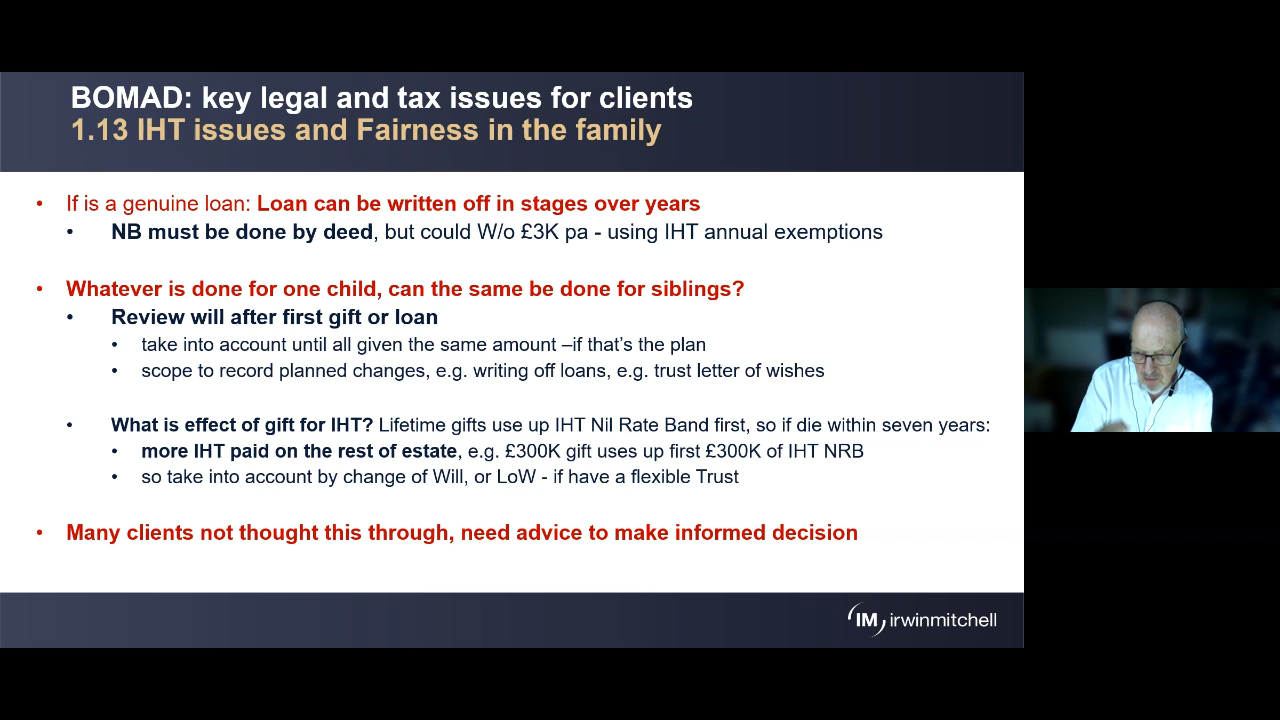 BOMAD: key legal and tax issues for clients
1.13 IHT issues and Fairness in the family
• If is a genuine loan: Loan can be written off in stages over years
• NB must be done by deed, but could W/o £3K pa - using IHT annual exemptions
• Whatever is done for one child, can the same be done for siblings?
• Review will after first gift or loan
• take into account until all given the same amount –if that's the plan
• scope to record planned changes, e.g. writing off loans, e.g. trust letter of wishes
• What is effect of gift for IHT? Lifetime gifts use up IHT Nil Rate Band first, so if die within seven years:
• more IHT paid on the rest of estate, e.g. £300K gift uses up first £300K of IHT NRB
• so take into account by change of Will, or LoW - if have a flexible Trust
• Many clients not thought this through, need advice to make informed decision
IM irwinmitchell